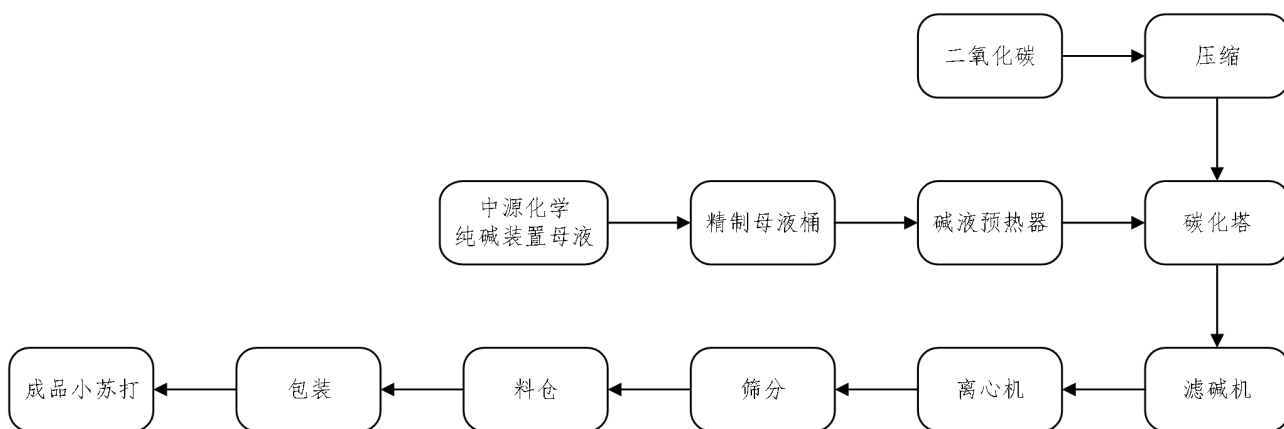 二氧化碳
压缩
中源化学
纯碱装置母液
精制母液桶
碱液预热器
碳化塔
成品小苏打
包装
料仓
筛分
离心机
滤碱机